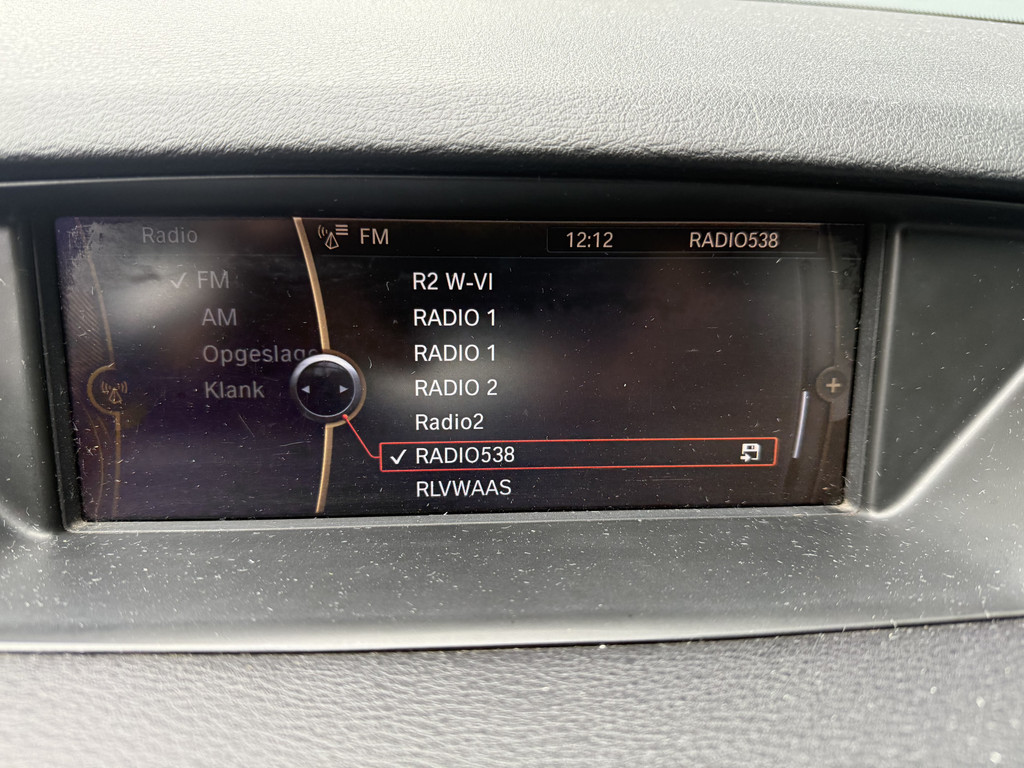 Radio
FM
AM
Opgeslage
Klank
FM
12:12
RADIO538
R2 W-VI
RADIO 1
RADIO 1
RADIO 2
Radio2
RADIO538
RLVWAAS